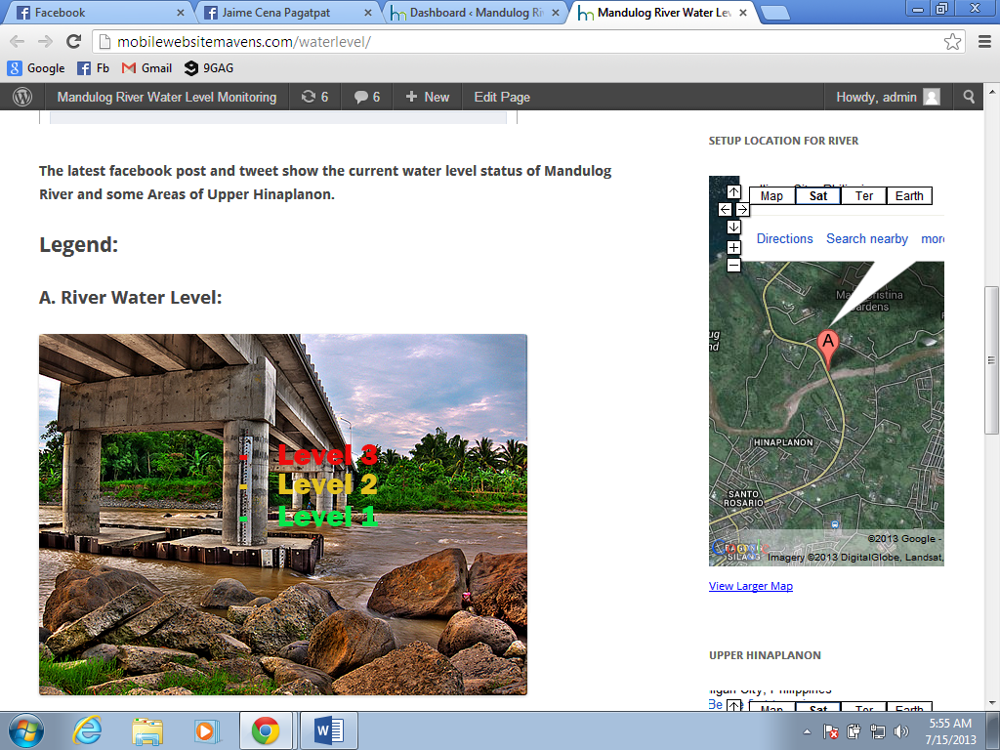 Facebook
Jaime Cena Pagatpat
Dashboard ‹ Mandulog Ri
Mandulog River Water Lev
mobilewebsitemavens.com/waterlevel/
Google Fb Gmail 9GAG
Mandulog River Water Level Monitoring 6 6 New Edit Page Howdy, admin
The latest facebook post and tweet show the current water level status of Mandulog
River and some Areas of Upper Hinaplanon.
Legend:
A. River Water Level:
- Level 3
- Level 2
- Level 1
SETUP LOCATION FOR RIVER
Map Sat Ter Earth
Directions Search nearby more
Cristina
Gardens
A
HINAPLANON
SANTO
ROSARIO
SILANG
©2013 Google -
Imagery ©2013 DigitalGlobe, Landsat,
View Larger Map
UPPER HINAPLANON
ligan City, Philippines
Map Sat Ter Earth
5:55 AM
7/15/2013